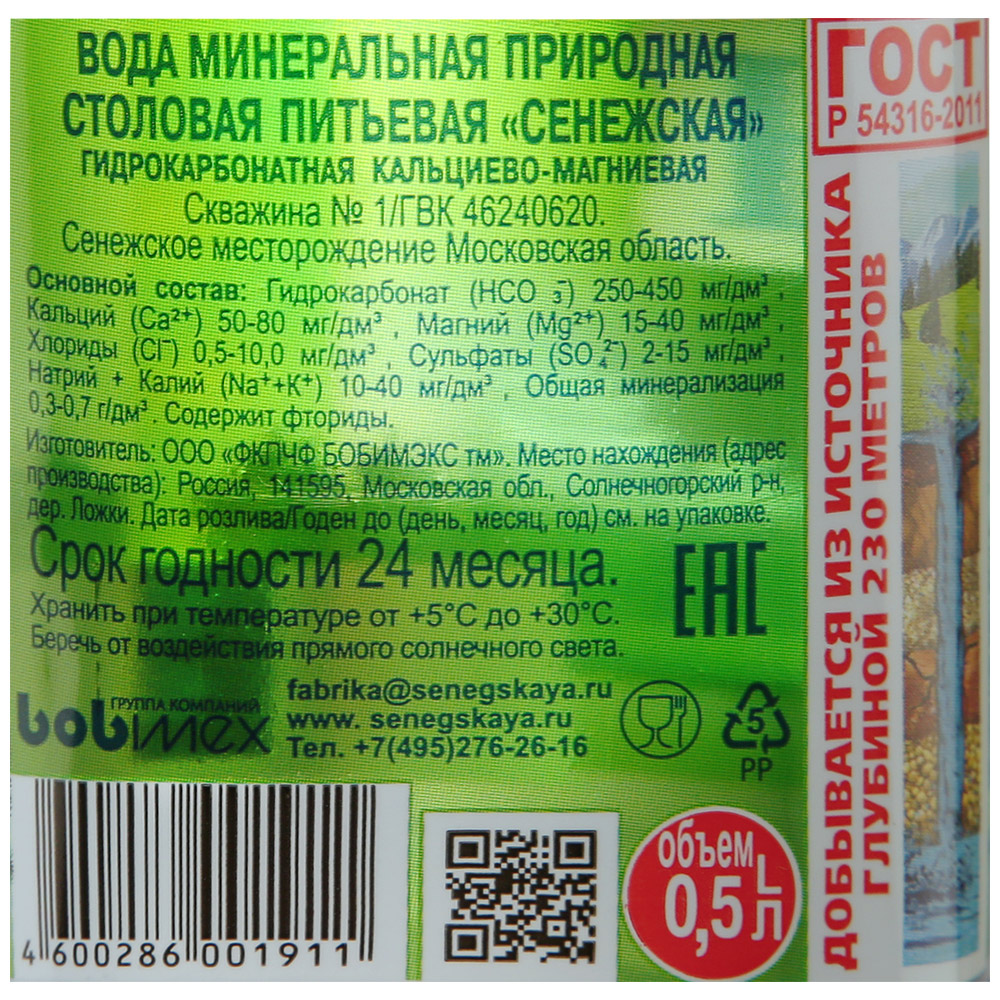 ВОДА МИНЕРАЛЬНАЯ ПРИРОДНАЯ
СТОЛОВАЯ ПИТЬЕВАЯ «СЕНЕЖСКАЯ»
ГИДРОКАРБОНАТНАЯ КАЛЬЦИЕВО-МАГНИЕВАЯ
Скважина № 1/ГВК 46240620.
Сенежское месторождение Московская область.
Основной состав: Гидрокарбонат (HCO₃⁻) 250-450 мг/дм³,
Кальций (Ca²⁺) 50-80 мг/дм³, Магний (Mg²⁺) 15-40 мг/дм³,
Хлориды (Cl⁻) 0,5-10,0 мг/дм³, Сульфаты (SO₄²⁻) 2-15 мг/дм³,
Натрий + Калий (Na⁺+K⁺) 10-40 мг/дм³, Общая минерализация
0,3-0,7 г/дм³. Содержит фториды.
Изготовитель: ООО «ФКПЧФ БОБИМЭКС тм». Место нахождения (адрес
производства): Россия, 141595, Московская обл., Солнечногорский р-н,
дер. Ложки. Дата розлива/Годен до (день, месяц, год) см. на упаковке.
Срок годности 24 месяца.
Хранить при температуре от +5°С до +30°С.
Беречь от воздействия прямого солнечного света.
EAC
ГРУППА КОМПАНИЙ
bobimex
fabrika@senegskaya.ru
www. senegskaya.ru
Тел. +7(495)276-26-16
5
PP
4 600286 001911
объем
0,5 L
л
ГОСТ
Р 54316-2011
ДОБЫВАЕТСЯ ИЗ ИСТОЧНИКА
ГЛУБИНОЙ 230 МЕТРОВ